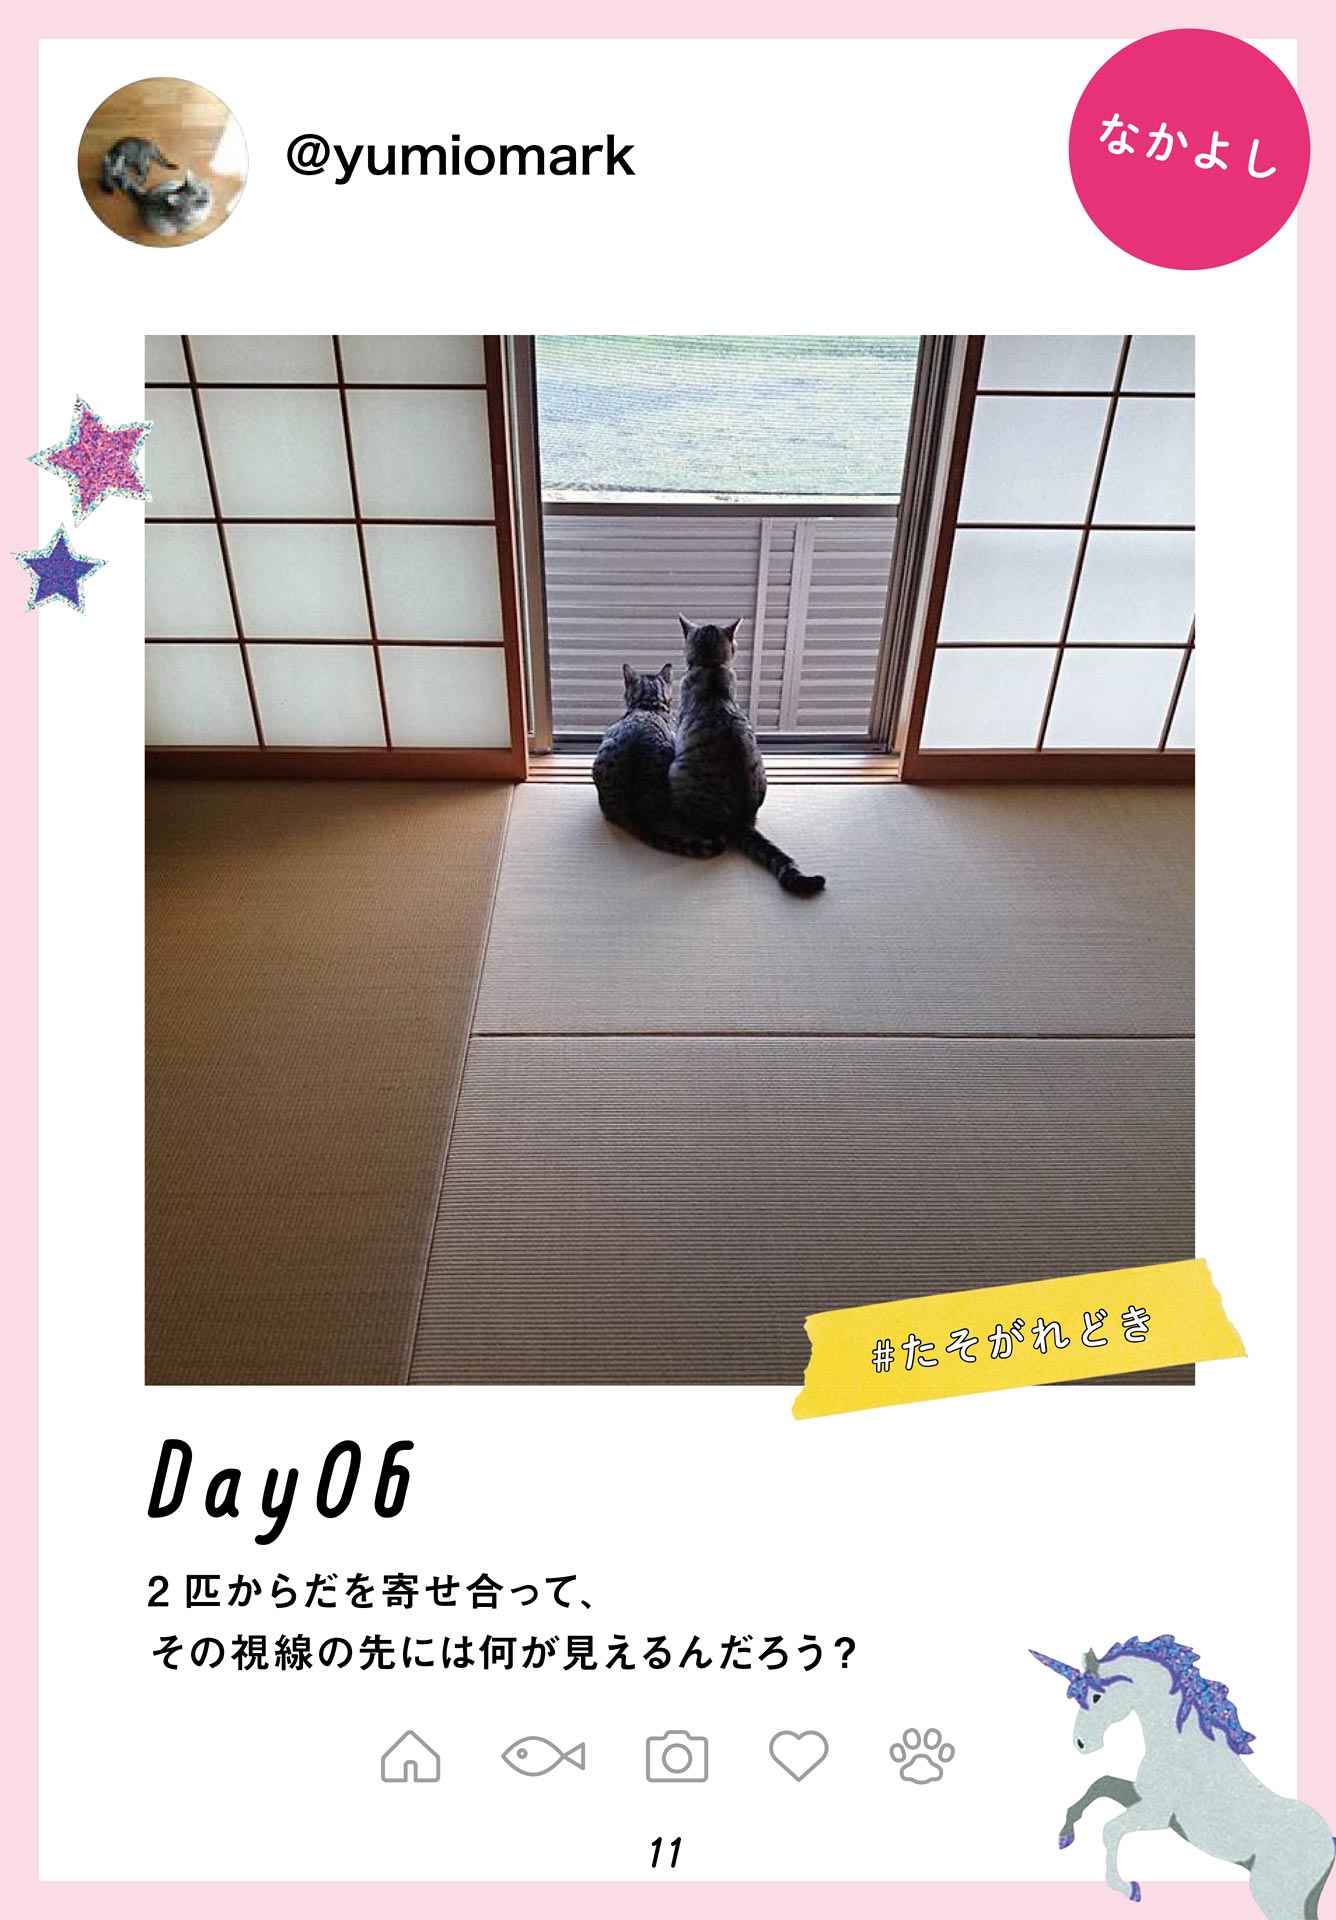 @yumiomark
なかよし
#たそがれどき
Day06
2匹からだを寄せ合って、
その視線の先には何が見えるんだろう?
11